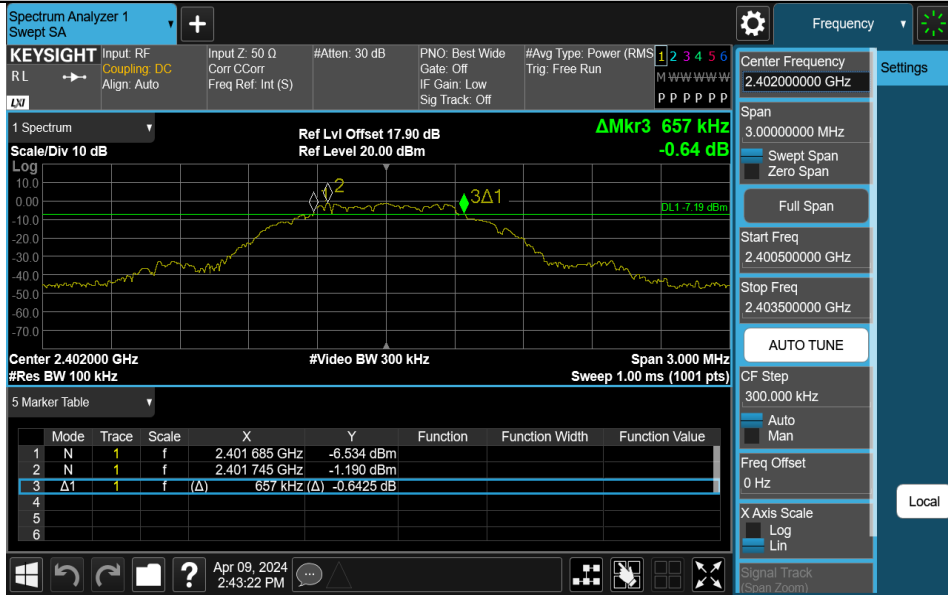 Spectrum Analyzer 1
Swept SA
Frequency
KEYSIGHT
R L
LXI
Input: RF
Coupling: DC
Align: Auto
Input Z: 50 Ω
Corr CCorr
Freq Ref: Int (S)
#Atten: 30 dB
PNO: Best Wide
Gate: Off
IF Gain: Low
Sig Track: Off
#Avg Type: Power (RMS
Trig: Free Run
1 2 3 4 5 6
M W W W W W
P P P P P P
Center Frequency
2.402000000 GHz
Settings
Span
3.00000000 MHz
Swept Span
Zero Span
Full Span
Start Freq
2.400500000 GHz
Stop Freq
2.403500000 GHz
AUTO TUNE
CF Step
300.000 kHz
Auto
Man
Freq Offset
0 Hz
X Axis Scale
Log
Lin
Signal Track
(Span Zoom)
Local
1 Spectrum
Scale/Div 10 dB
Ref Lvl Offset 17.90 dB
Ref Level 20.00 dBm
ΔMkr3 657 kHz
-0.64 dB
Log
10.0
0.00
-10.0
-20.0
-30.0
-40.0
-50.0
-60.0
-70.0
1
2
3Δ1
DL1 -7.19 dBm
Center 2.402000 GHz
#Video BW 300 kHz
Span 3.000 MHz
#Res BW 100 kHz
Sweep 1.00 ms (1001 pts)
5 Marker Table
Mode Trace Scale X Y Function Function Width Function Value
1 N 1 f 2.401 685 GHz -6.534 dBm
2 N 1 f 2.401 745 GHz -1.190 dBm
3 Δ1 1 f (Δ) 657 kHz (Δ) -0.6425 dB
4
5
6
?
Apr 09, 2024
2:43:22 PM